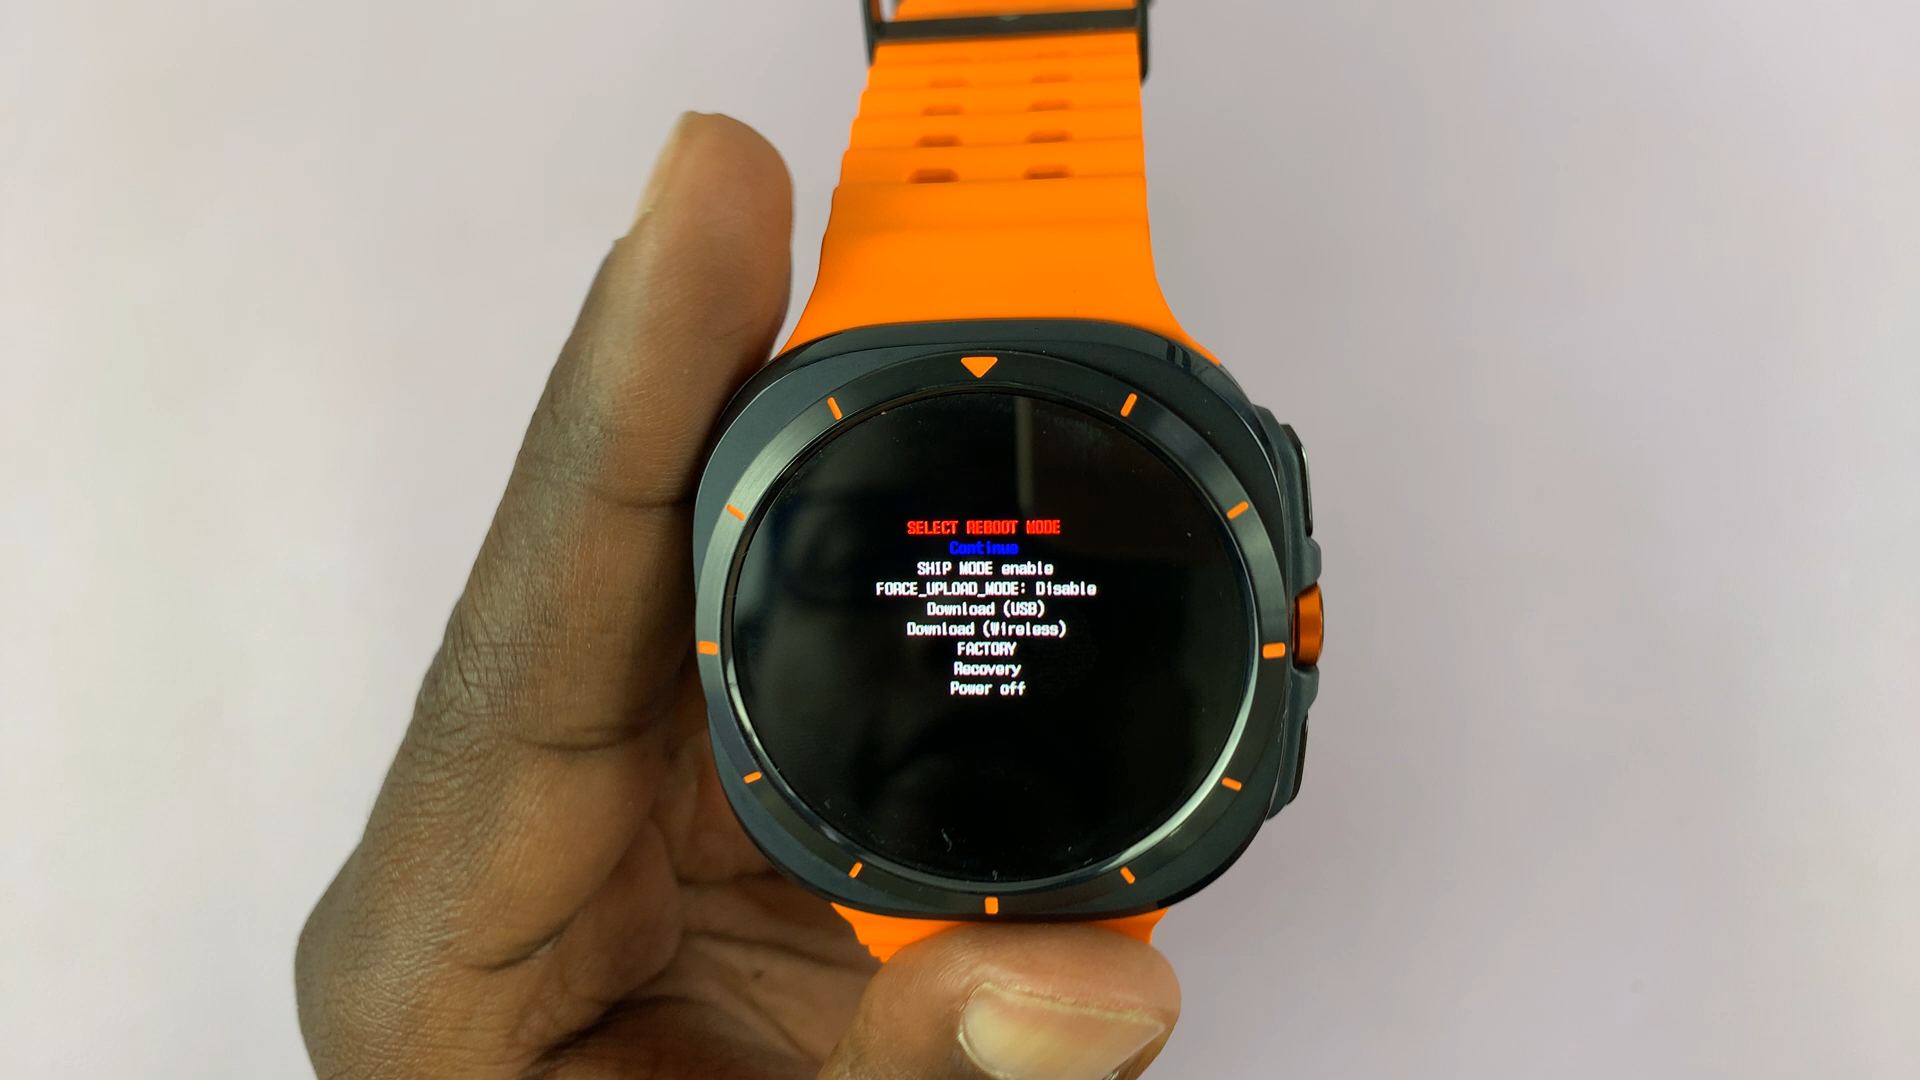 SELECT REBOOT MODE
Continue
SHIP MODE enable
FORCE_UPLOAD_MODE: Disable
Download (USB)
Download (Wireless)
FACTORY
Recovery
Power off